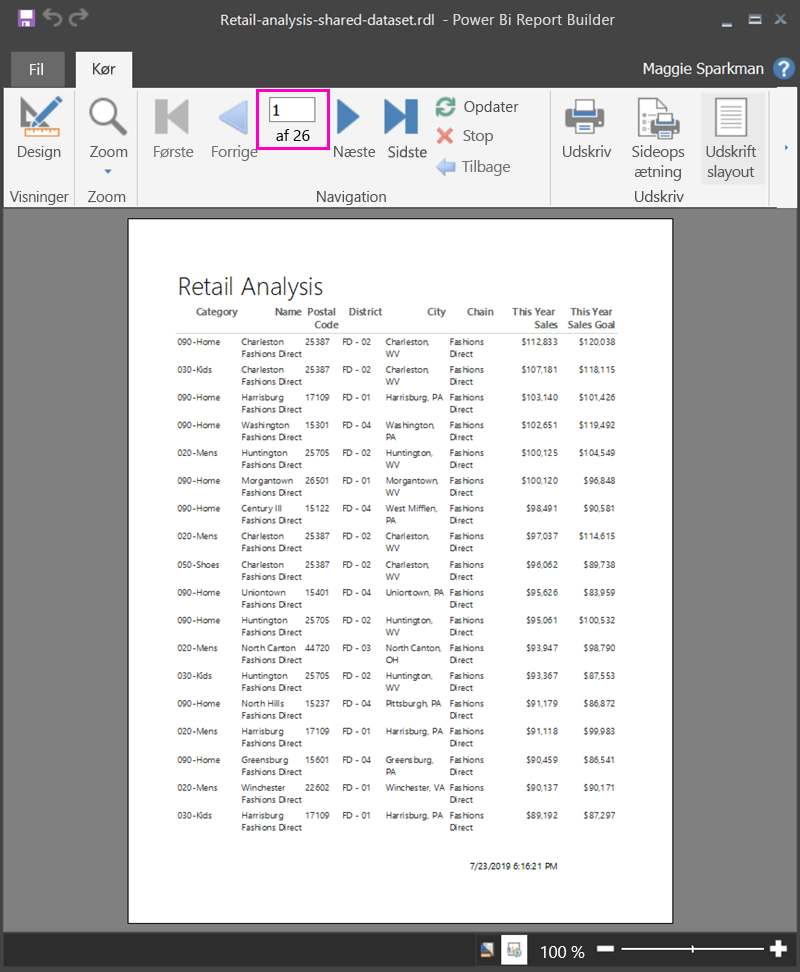 Retail-analysis-shared-dataset.rdl - Power Bi Report Builder
Fil Kør Maggie Sparkman ?
Design Zoom Første Forrige 1 af 26 Næste Sidste
Opdater
Stop
Tilbage
Udskriv Sideops ætning Udskrift slayout
Visninger Zoom Navigation Udskriv
Retail Analysis
Category Name Postal Code District City Chain This Year Sales This Year Sales Goal
090-Home Charleston Fashions Direct 25387 FD - 02 Charleston, WV Fashions Direct $112,833 $120,038
030-Kids Charleston Fashions Direct 25387 FD - 02 Charleston, WV Fashions Direct $107,181 $118,115
090-Home Harrisburg Fashions Direct 17109 FD - 01 Harrisburg, PA Fashions Direct $103,140 $101,426
090-Home Washington Fashions Direct 15301 FD - 04 Washington, PA Fashions Direct $102,651 $119,492
020-Mens Huntington Fashions Direct 25705 FD - 02 Huntington, WV Fashions Direct $100,125 $104,549
090-Home Morgantown Fashions Direct 26501 FD - 01 Morgantown, WV Fashions Direct $100,120 $96,848
090-Home Century III Fashions Direct 15122 FD - 04 West Mifflen, PA Fashions Direct $98,491 $90,581
020-Mens Charleston Fashions Direct 25387 FD - 02 Charleston, WV Fashions Direct $97,037 $114,615
050-Shoes Charleston Fashions Direct 25387 FD - 02 Charleston, WV Fashions Direct $96,062 $89,738
090-Home Uniontown Fashions Direct 15401 FD - 04 Uniontown, PA Fashions Direct $95,626 $83,959
090-Home Huntington Fashions Direct 25705 FD - 02 Huntington, WV Fashions Direct $95,061 $100,532
020-Mens North Canton Fashions Direct 44720 FD - 03 North Canton, OH Fashions Direct $93,947 $98,790
030-Kids Huntington Fashions Direct 25705 FD - 02 Huntington, WV Fashions Direct $93,367 $87,553
090-Home North Hills Fashions Direct 15237 FD - 04 Pittsburgh, PA Fashions Direct $91,179 $86,872
020-Mens Harrisburg Fashions Direct 17109 FD - 01 Harrisburg, PA Fashions Direct $91,118 $99,983
090-Home Greensburg Fashions Direct 15601 FD - 04 Greensburg, PA Fashions Direct $90,459 $86,541
020-Mens Winchester Fashions Direct 22602 FD - 01 Winchester, VA Fashions Direct $90,137 $90,171
030-Kids Harrisburg Fashions Direct 17109 FD - 01 Harrisburg, PA Fashions Direct $89,192 $87,297
7/23/2019 6:16:21 PM
100 %